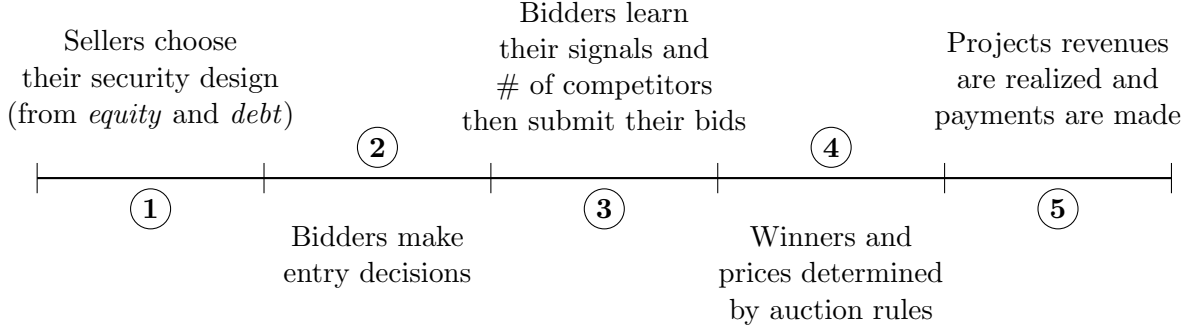 Sellers choose
their security design
(from equity and debt)
1
2
Bidders make
entry decisions
Bidders learn
their signals and
# of competitors
then submit their bids
3
4
Winners and
prices determined
by auction rules
Projects revenues
are realized and
payments are made
5